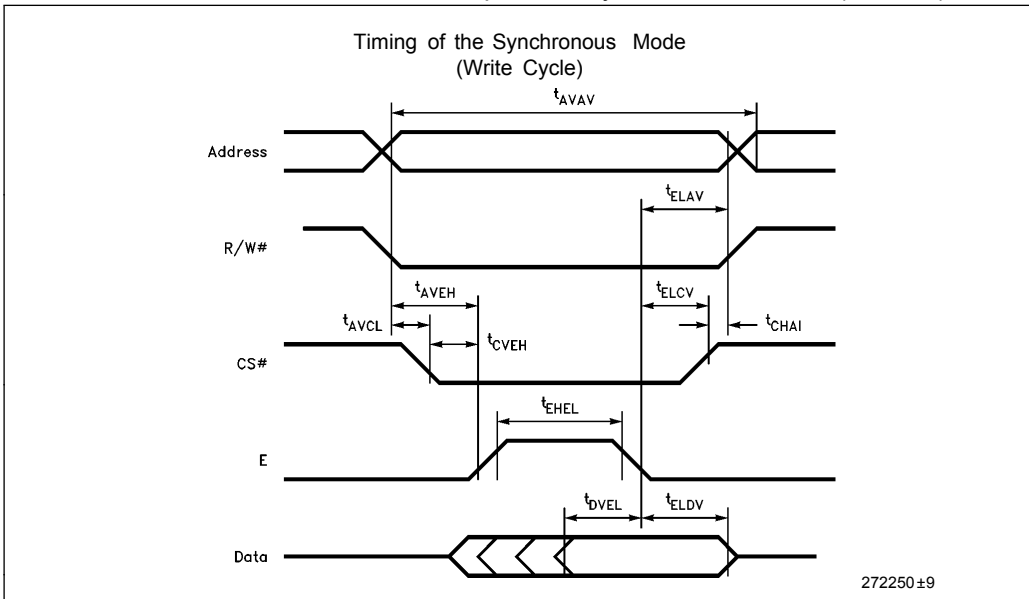 Timing of the Synchronous Mode
(Write Cycle)
tAVAV
Address
tELAV
R/W#
tAVEH
tELCV
tAVCL
tCVEH
tCHAI
CS#
tEHEL
E
tDVEL
tELDV
Data
272250±9